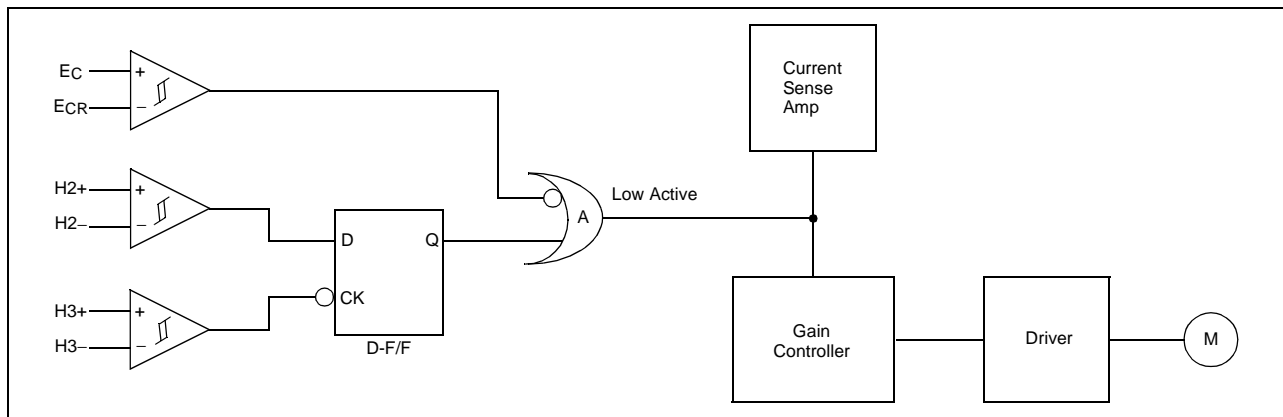 EC
+
ECR
−
H2+
+
H2−
−
H3+
+
H3−
−
D
Q
CK
D-F/F
A
Low Active
Current
Sense
Amp
Gain
Controller
Driver
M